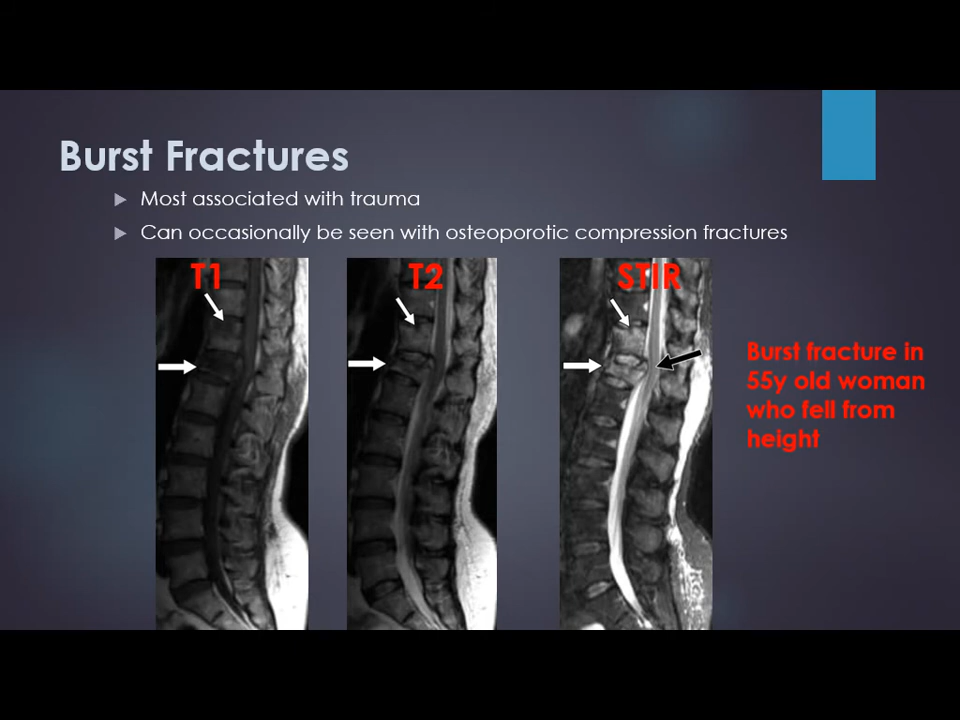 Burst Fractures
Most associated with trauma
Can occasionally be seen with osteoporotic compression fractures
T1
T2
STIR
Burst fracture in
55y old woman
who fell from
height